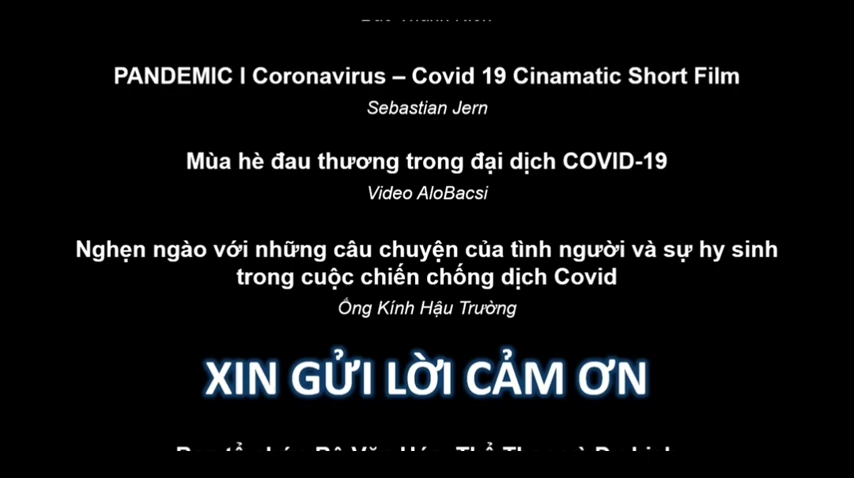 PANDEMIC I Coronavirus – Covid 19 Cinamatic Short Film
Sebastian Jern
Mùa hè đau thương trong đại dịch COVID-19
Video AloBacsi
Nghẹn ngào với những câu chuyện của tình người và sự hy sinh
trong cuộc chiến chống dịch Covid
Ống Kính Hậu Trường
XIN GỬI LỜI CẢM ƠN